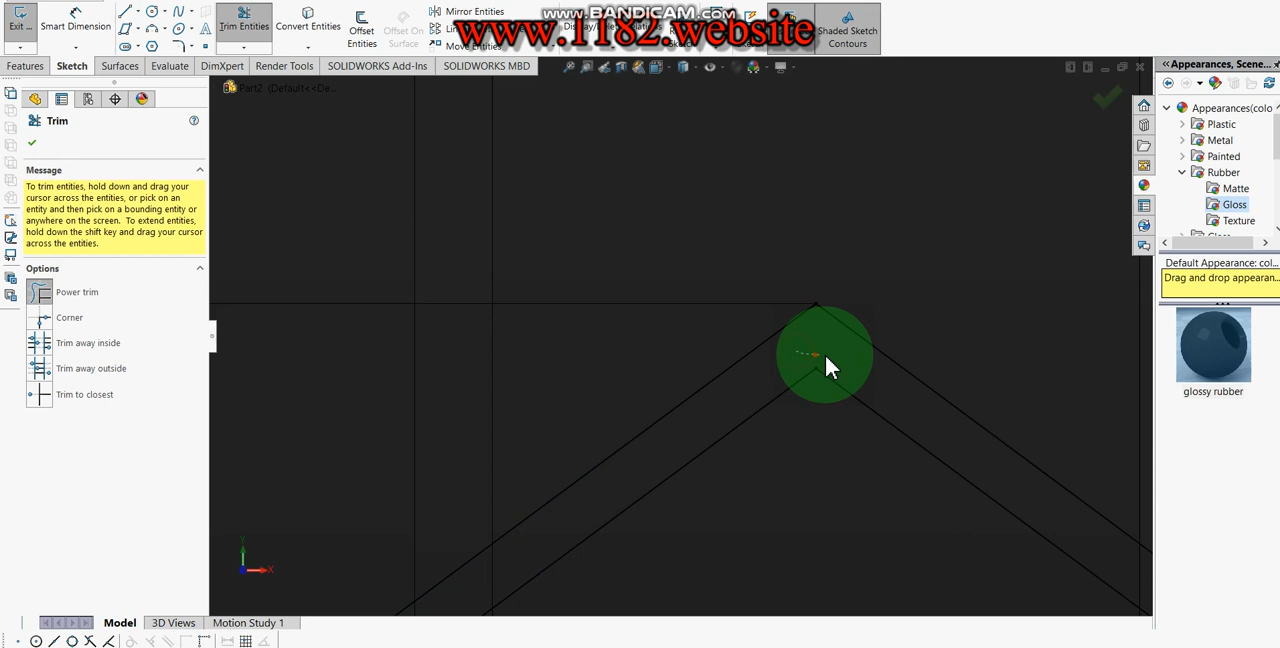 Exit ...
Smart Dimension
Trim Entities
Convert Entities
Offset Entities
Offset On Surface
Mirror Entities
Move Entities
Shaded Sketch Contours
www.BANDICAM.com
www.1182.website
Features
Sketch
Surfaces
Evaluate
DimXpert
Render Tools
SOLIDWORKS Add-Ins
SOLIDWORKS MBD
Part2 (Default<<De...
Trim
Message
To trim entities, hold down and drag your
cursor across the entities, or pick on an
entity and then pick on a bounding entity or
anywhere on the screen. To extend entities,
hold down the shift key and drag your cursor
across the entities.
Options
Power trim
Corner
Trim away inside
Trim away outside
Trim to closest
Y
X
Model
3D Views
Motion Study 1
Appearances, Scene...
Appearances(colo
Plastic
Metal
Painted
Rubber
Matte
Gloss
Texture
Default Appearance: col...
Drag and drop appearan...
glossy rubber